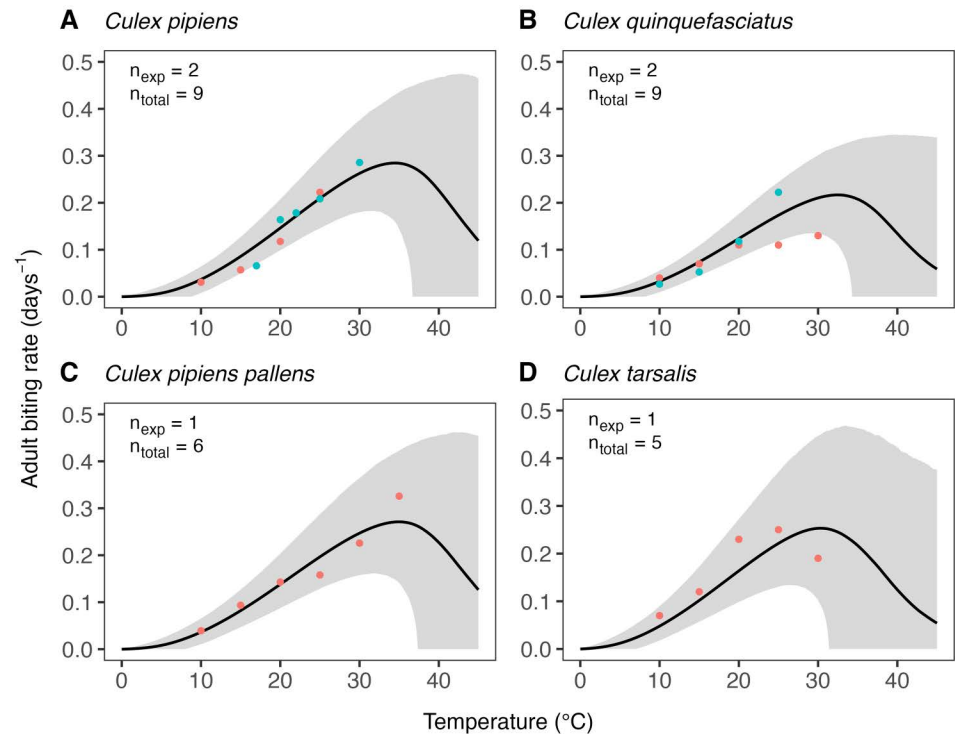 A Culex pipiens
n_exp = 2
n_total = 9
0.5
0.4
0.3
0.2
0.1
0.0
0 10 20 30 40
B Culex quinquefasciatus
n_exp = 2
n_total = 9
0.5
0.4
0.3
0.2
0.1
0.0
0 10 20 30 40
C Culex pipiens pallens
n_exp = 1
n_total = 6
0.5
0.4
0.3
0.2
0.1
0.0
0 10 20 30 40
D Culex tarsalis
n_exp = 1
n_total = 5
0.5
0.4
0.3
0.2
0.1
0.0
0 10 20 30 40
Adult biting rate (days⁻¹)
Temperature (°C)